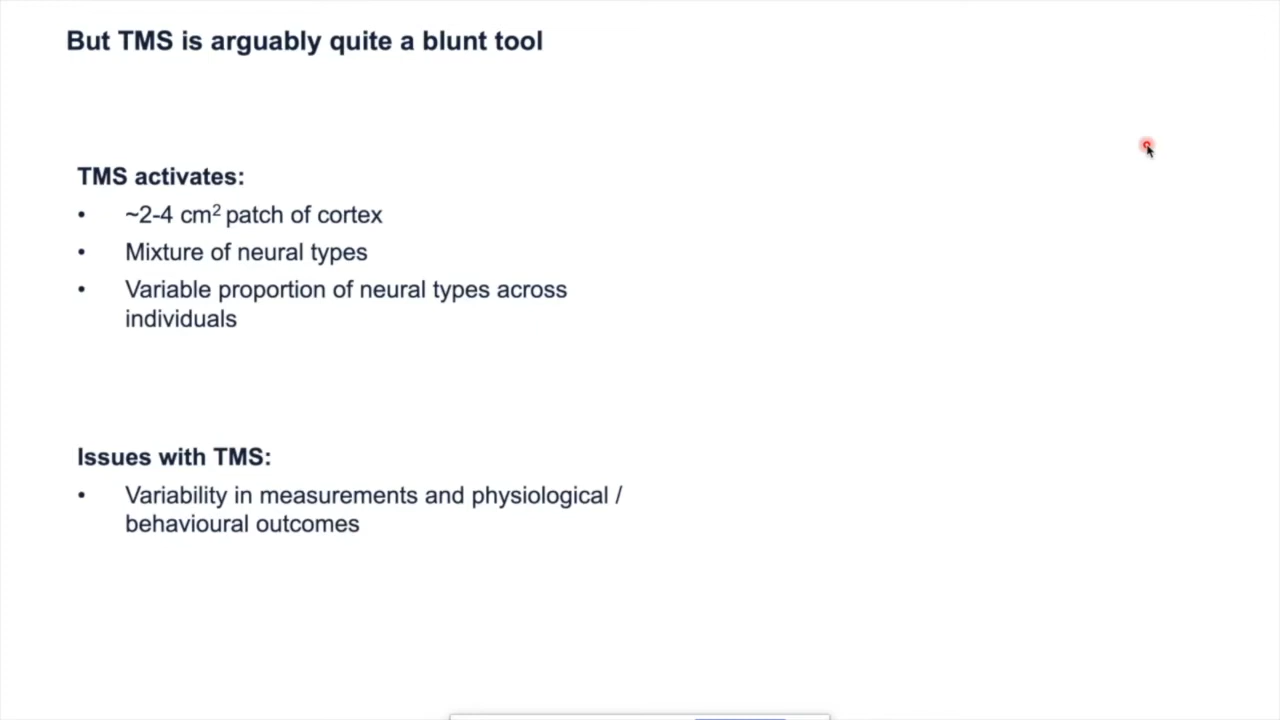 But TMS is arguably quite a blunt tool
TMS activates:
• ~2-4 cm² patch of cortex
• Mixture of neural types
• Variable proportion of neural types across
individuals
Issues with TMS:
• Variability in measurements and physiological /
behavioural outcomes